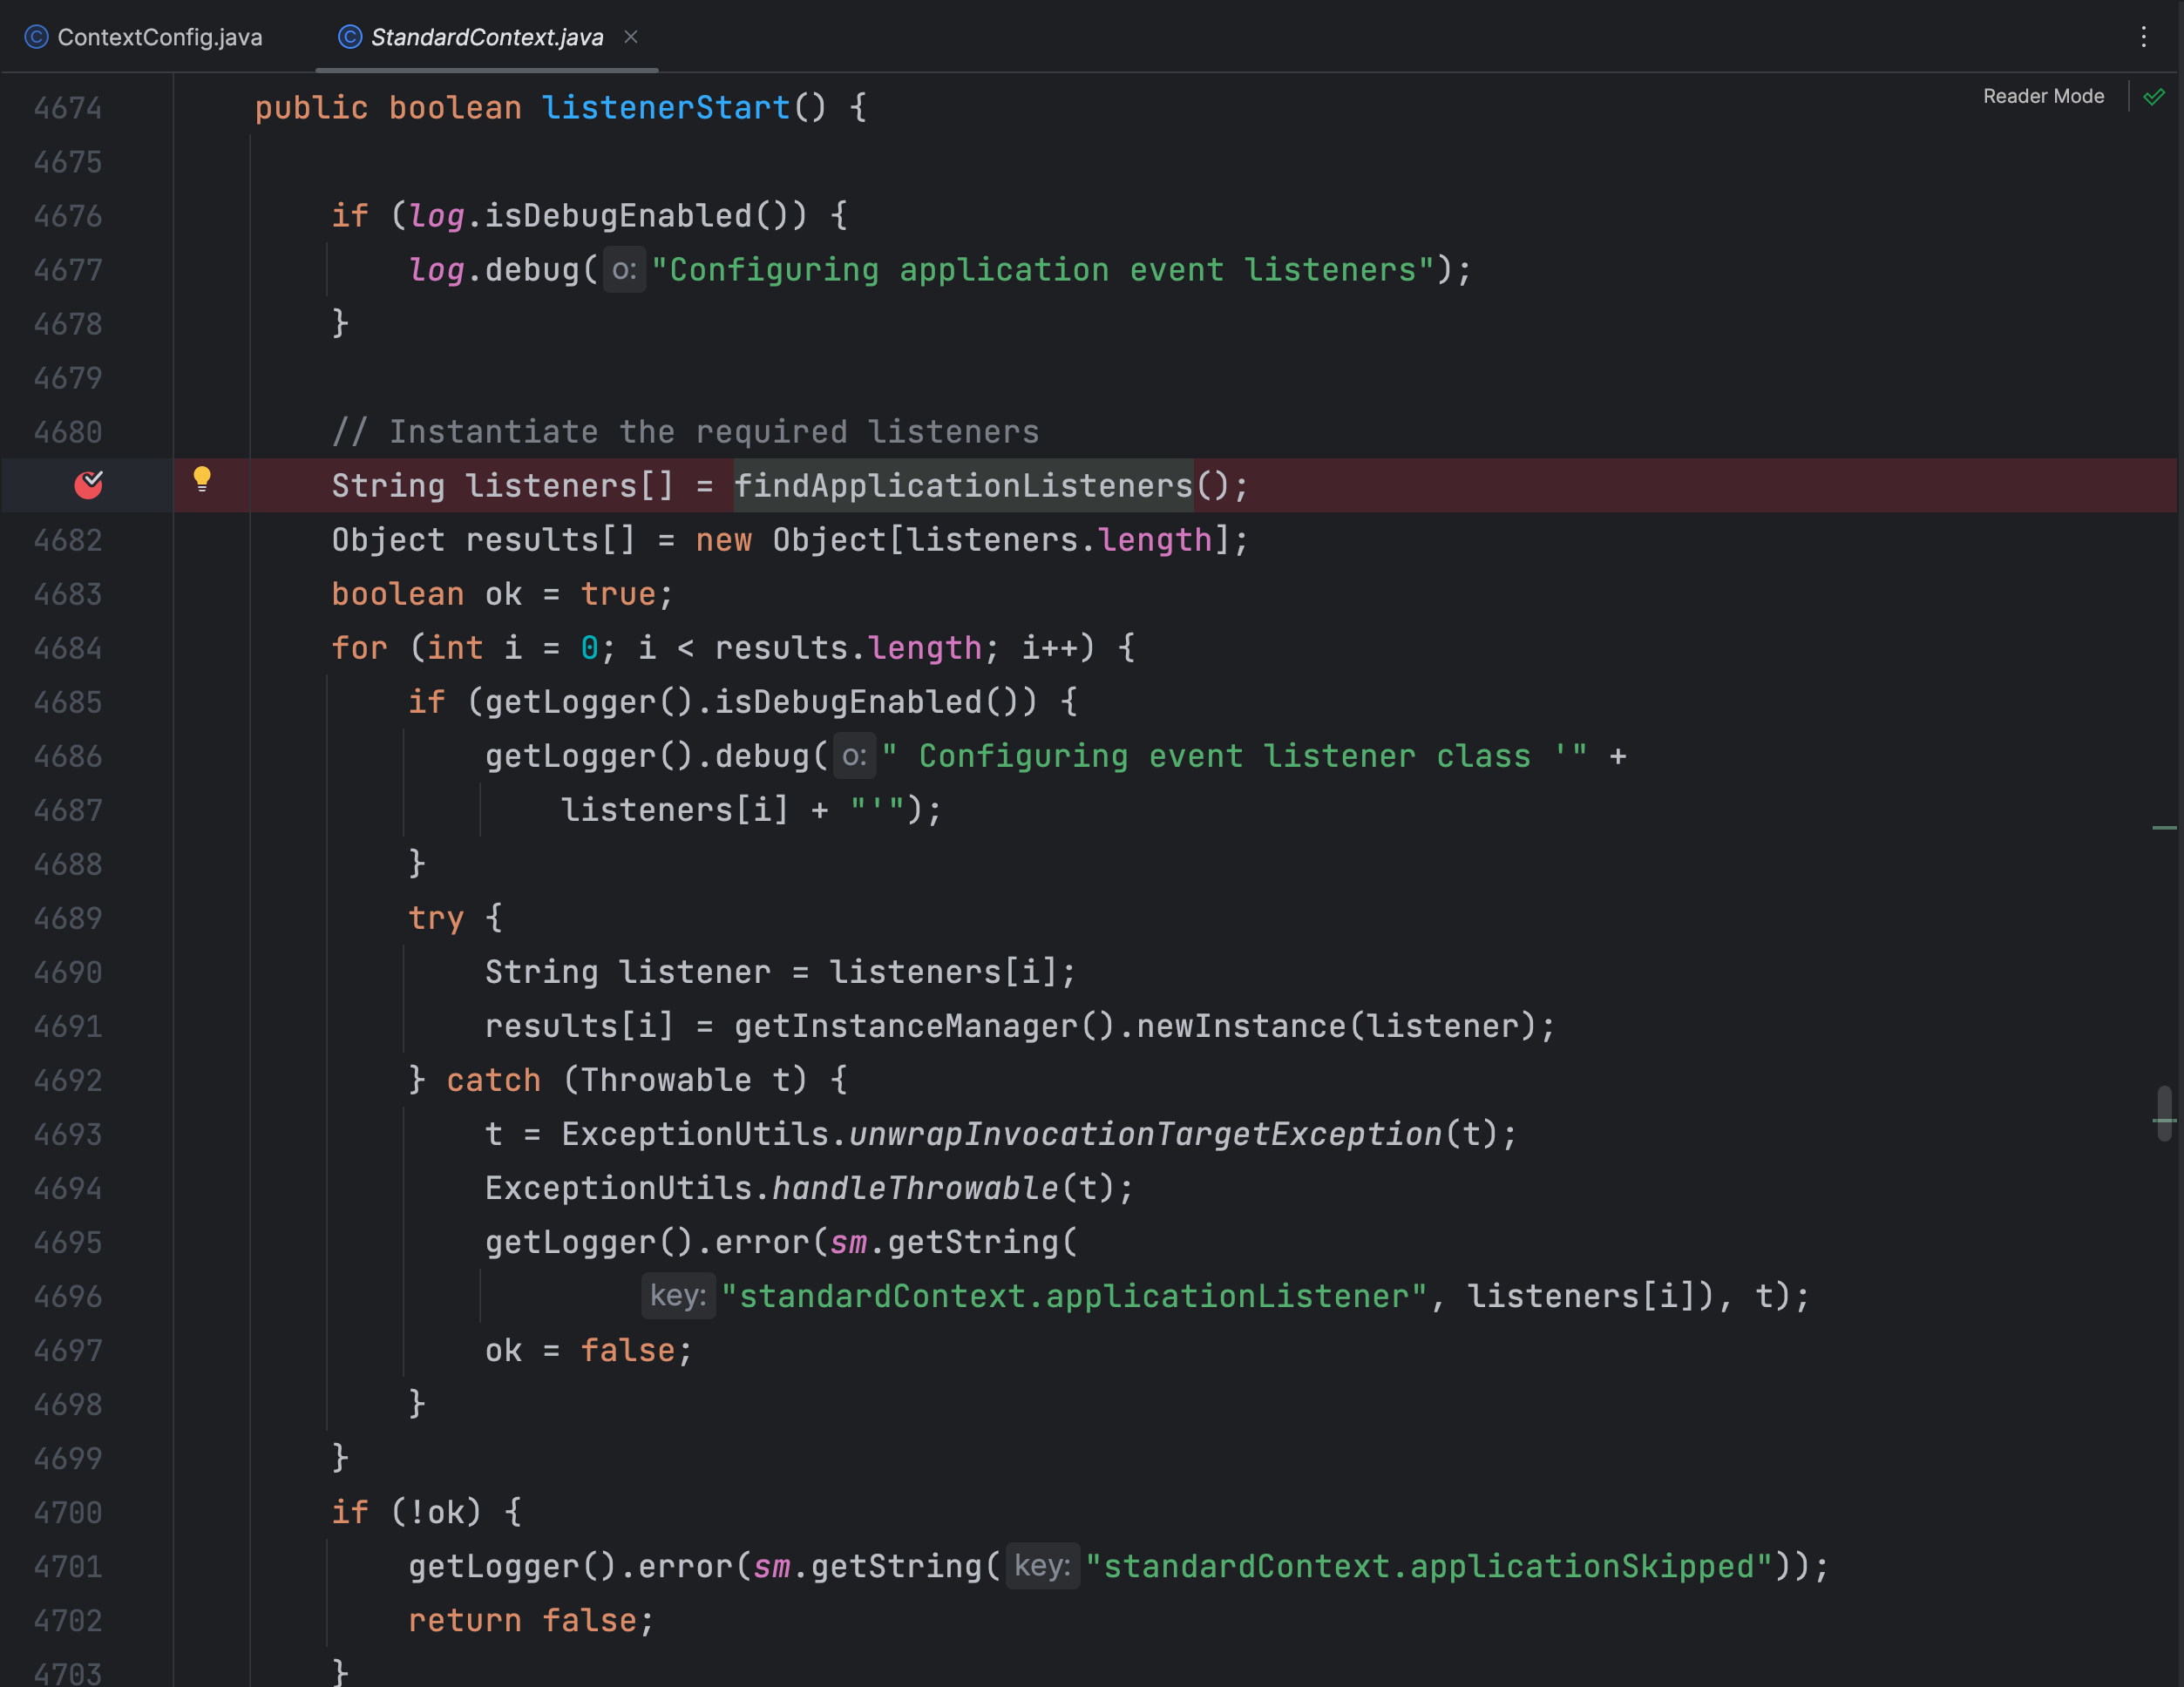 ContextConfig.java StandardContext.java
Reader Mode
4674 public boolean listenerStart() {
4675
4676 if (log.isDebugEnabled()) {
4677 log.debug( o: "Configuring application event listeners");
4678 }
4679
4680 // Instantiate the required listeners
String listeners[] = findApplicationListeners();
4682 Object results[] = new Object[listeners.length];
4683 boolean ok = true;
4684 for (int i = 0; i < results.length; i++) {
4685 if (getLogger().isDebugEnabled()) {
4686 getLogger().debug( o: " Configuring event listener class '" +
4687 listeners[i] + "'");
4688 }
4689 try {
4690 String listener = listeners[i];
4691 results[i] = getInstanceManager().newInstance(listener);
4692 } catch (Throwable t) {
4693 t = ExceptionUtils.unwrapInvocationTargetException(t);
4694 ExceptionUtils.handleThrowable(t);
4695 getLogger().error(sm.getString(
4696 key: "standardContext.applicationListener", listeners[i]), t);
4697 ok = false;
4698 }
4699 }
4700 if (!ok) {
4701 getLogger().error(sm.getString( key: "standardContext.applicationSkipped"));
4702 return false;
4703 }